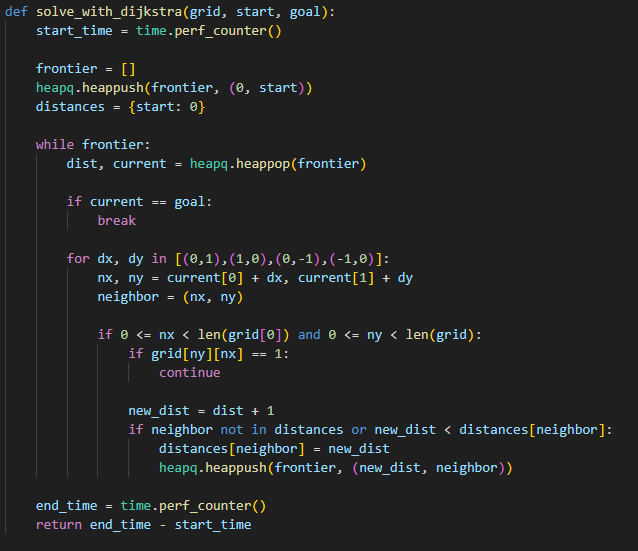 def solve_with_dijkstra(grid, start, goal):
    start_time = time.perf_counter()

    frontier = []
    heapq.heappush(frontier, (0, start))
    distances = {start: 0}

    while frontier:
        dist, current = heapq.heappop(frontier)

        if current == goal:
            break

        for dx, dy in [(0,1),(1,0),(0,-1),(-1,0)]:
            nx, ny = current[0] + dx, current[1] + dy
            neighbor = (nx, ny)

            if 0 <= nx < len(grid[0]) and 0 <= ny < len(grid):
                if grid[ny][nx] == 1:
                    continue

                new_dist = dist + 1
                if neighbor not in distances or new_dist < distances[neighbor]:
                    distances[neighbor] = new_dist
                    heapq.heappush(frontier, (new_dist, neighbor))

    end_time = time.perf_counter()
    return end_time - start_time